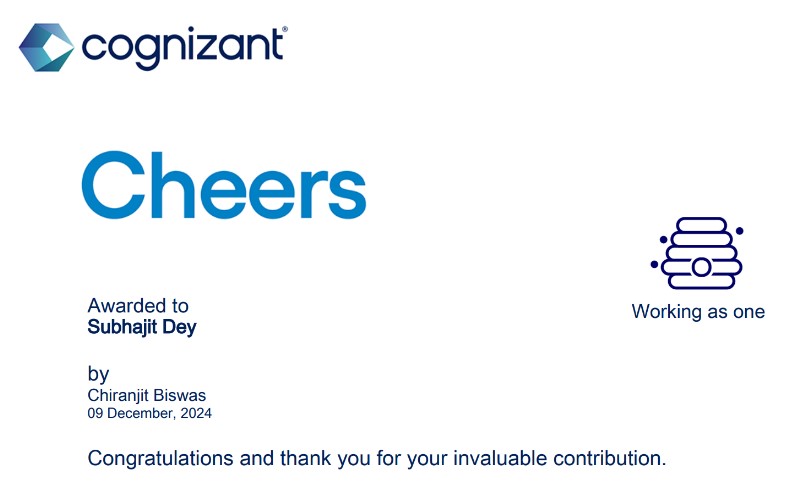 cognizant®
Cheers
Working as one
Awarded to
Subhajit Dey
by
Chiranjit Biswas
09 December, 2024
Congratulations and thank you for your invaluable contribution.